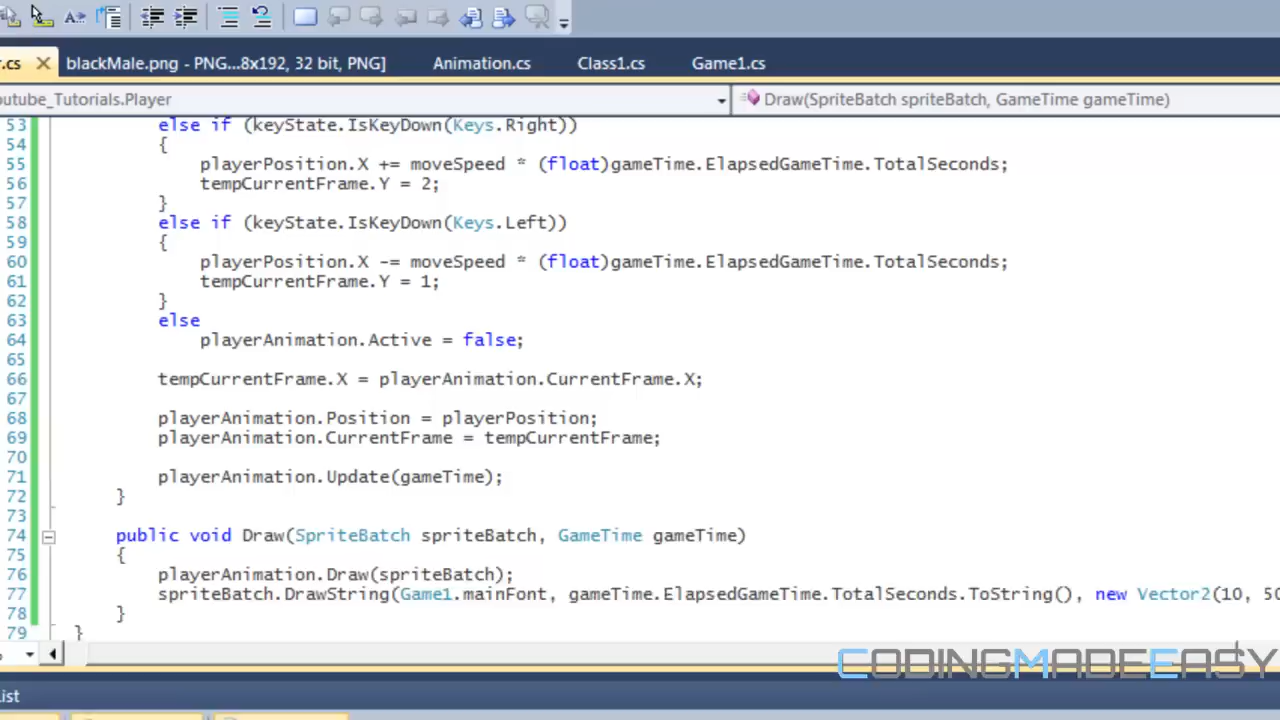 .cs
blackMale.png - PNG...8x192, 32 bit, PNG]
Animation.cs
Class1.cs
Game1.cs
outube_Tutorials.Player
Draw(SpriteBatch spriteBatch, GameTime gameTime)
53 else if (keyState.IsKeyDown(Keys.Right))
54 {
55 playerPosition.X += moveSpeed * (float)gameTime.ElapsedGameTime.TotalSeconds;
56 tempCurrentFrame.Y = 2;
57 }
58 else if (keyState.IsKeyDown(Keys.Left))
59 {
60 playerPosition.X -= moveSpeed * (float)gameTime.ElapsedGameTime.TotalSeconds;
61 tempCurrentFrame.Y = 1;
62 }
63 else
64 playerAnimation.Active = false;
65
66 tempCurrentFrame.X = playerAnimation.CurrentFrame.X;
67
68 playerAnimation.Position = playerPosition;
69 playerAnimation.CurrentFrame = tempCurrentFrame;
70
71 playerAnimation.Update(gameTime);
72 }
73
74 public void Draw(SpriteBatch spriteBatch, GameTime gameTime)
75 {
76 playerAnimation.Draw(spriteBatch);
77 spriteBatch.DrawString(Game1.mainFont, gameTime.ElapsedGameTime.TotalSeconds.ToString(), new Vector2(10, 50
78 }
79 }
CODINGMADEEASY
ist